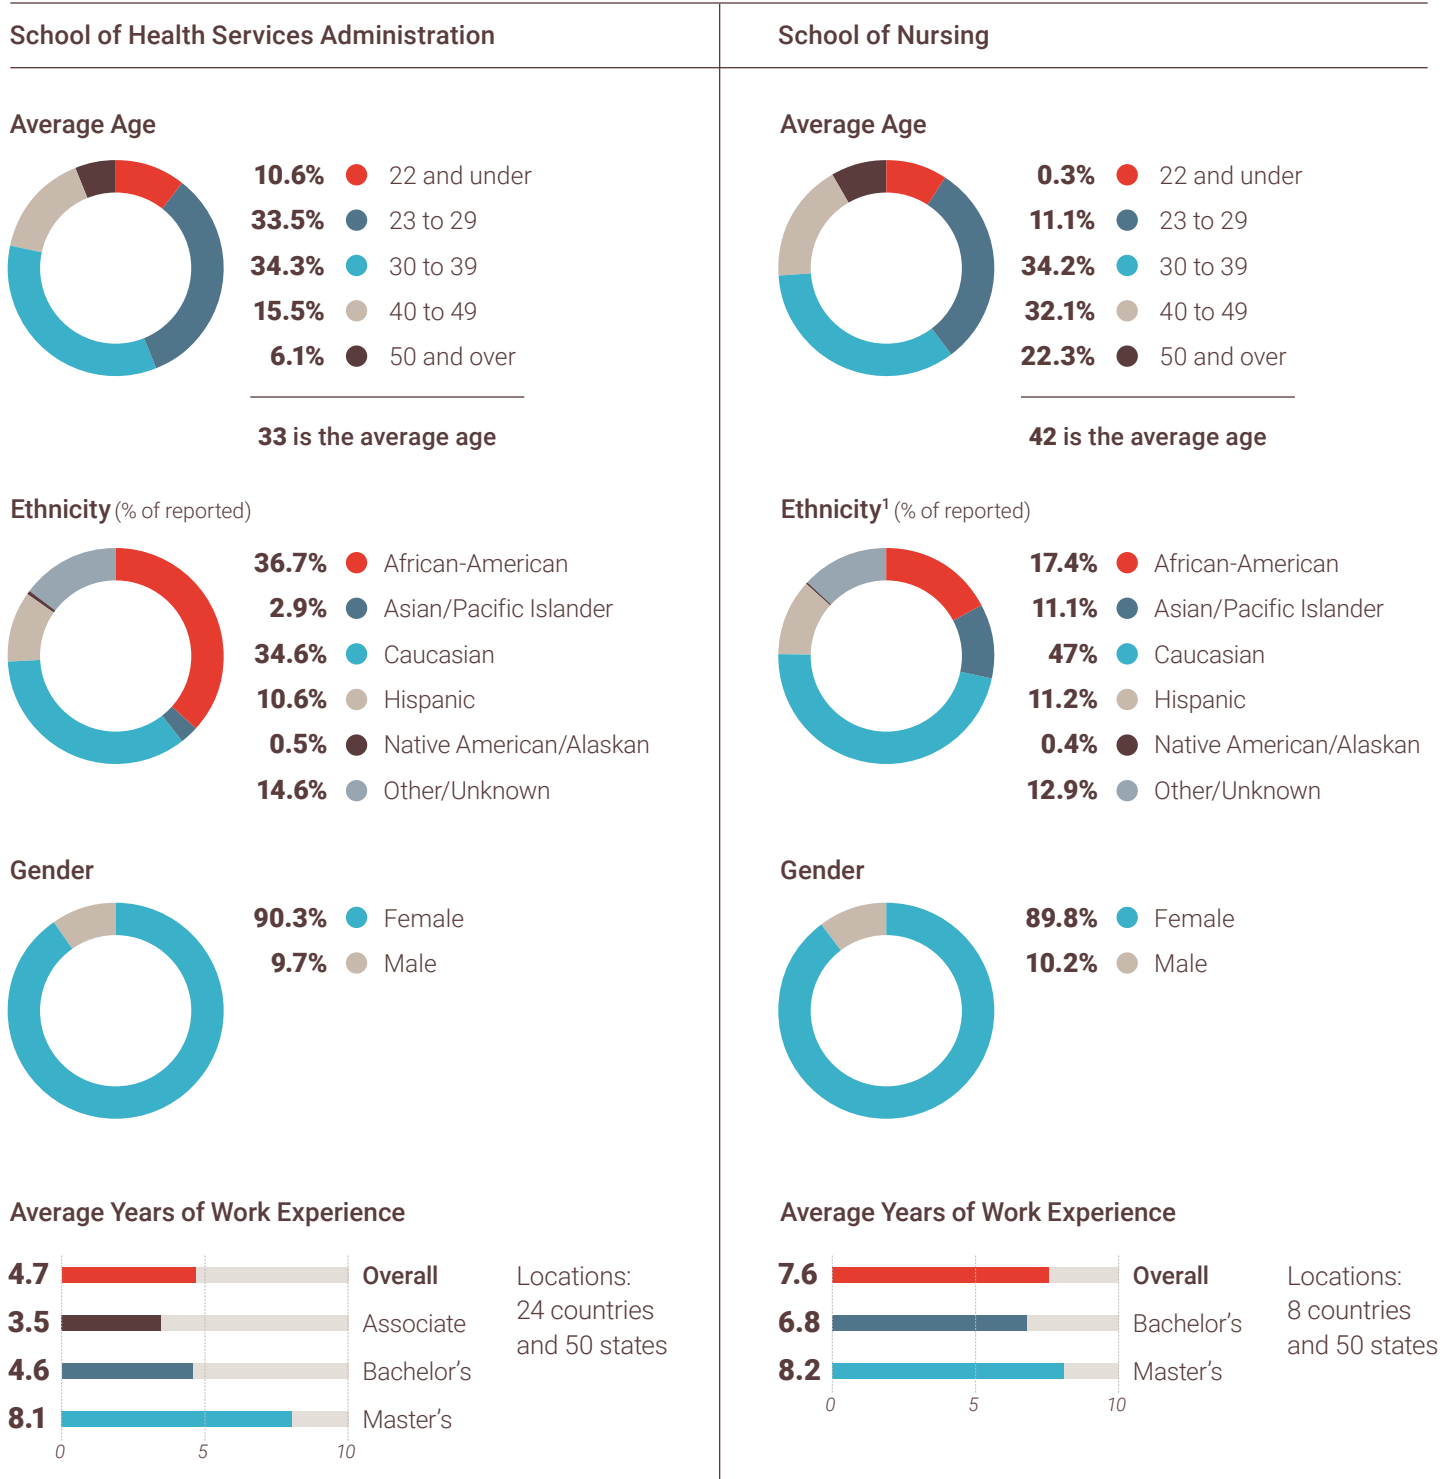 School of Health Services Administration
Average Age
10.6% 22 and under
33.5% 23 to 29
34.3% 30 to 39
15.5% 40 to 49
6.1% 50 and over
33 is the average age
Ethnicity (% of reported)
36.7% African-American
2.9% Asian/Pacific Islander
34.6% Caucasian
10.6% Hispanic
0.5% Native American/Alaskan
14.6% Other/Unknown
Gender
90.3% Female
9.7% Male
Average Years of Work Experience
4.7 Overall
3.5 Associate
4.6 Bachelor’s
8.1 Master’s
0 5 10
Locations:
24 countries
and 50 states
School of Nursing
Average Age
0.3% 22 and under
11.1% 23 to 29
34.2% 30 to 39
32.1% 40 to 49
22.3% 50 and over
42 is the average age
Ethnicity¹ (% of reported)
17.4% African-American
11.1% Asian/Pacific Islander
47% Caucasian
11.2% Hispanic
0.4% Native American/Alaskan
12.9% Other/Unknown
Gender
89.8% Female
10.2% Male
Average Years of Work Experience
7.6 Overall
6.8 Bachelor’s
8.2 Master’s
0 5 10
Locations:
8 countries
and 50 states